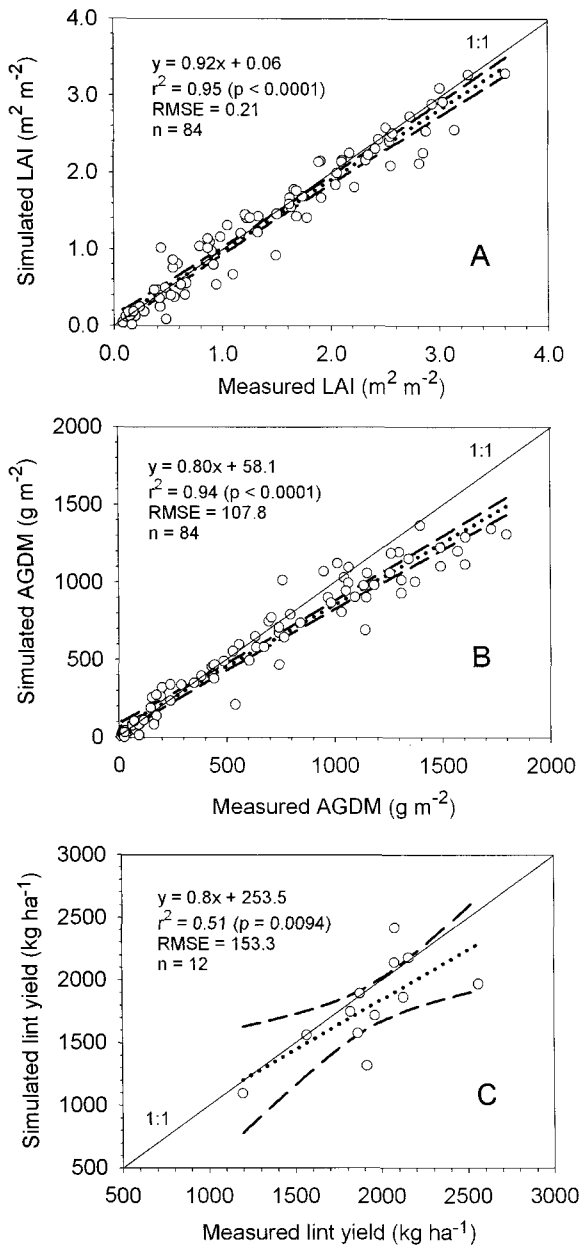 4.0
3.0
2.0
1.0
0.0
Simulated LAI (m² m⁻²)
y = 0.92x + 0.06
r² = 0.95 (p < 0.0001)
RMSE = 0.21
n = 84
1:1
A
0.0 1.0 2.0 3.0 4.0
Measured LAI (m² m⁻²)
2000
1500
1000
500
0
Simulated AGDM (g m⁻²)
y = 0.80x + 58.1
r² = 0.94 (p < 0.0001)
RMSE = 107.8
n = 84
1:1
B
0 500 1000 1500 2000
Measured AGDM (g m⁻²)
3000
2500
2000
1500
1000
500
Simulated lint yield (kg ha⁻¹)
y = 0.8x + 253.5
r² = 0.51 (p = 0.0094)
RMSE = 153.3
n = 12
1:1
C
500 1000 1500 2000 2500 3000
Measured lint yield (kg ha⁻¹)